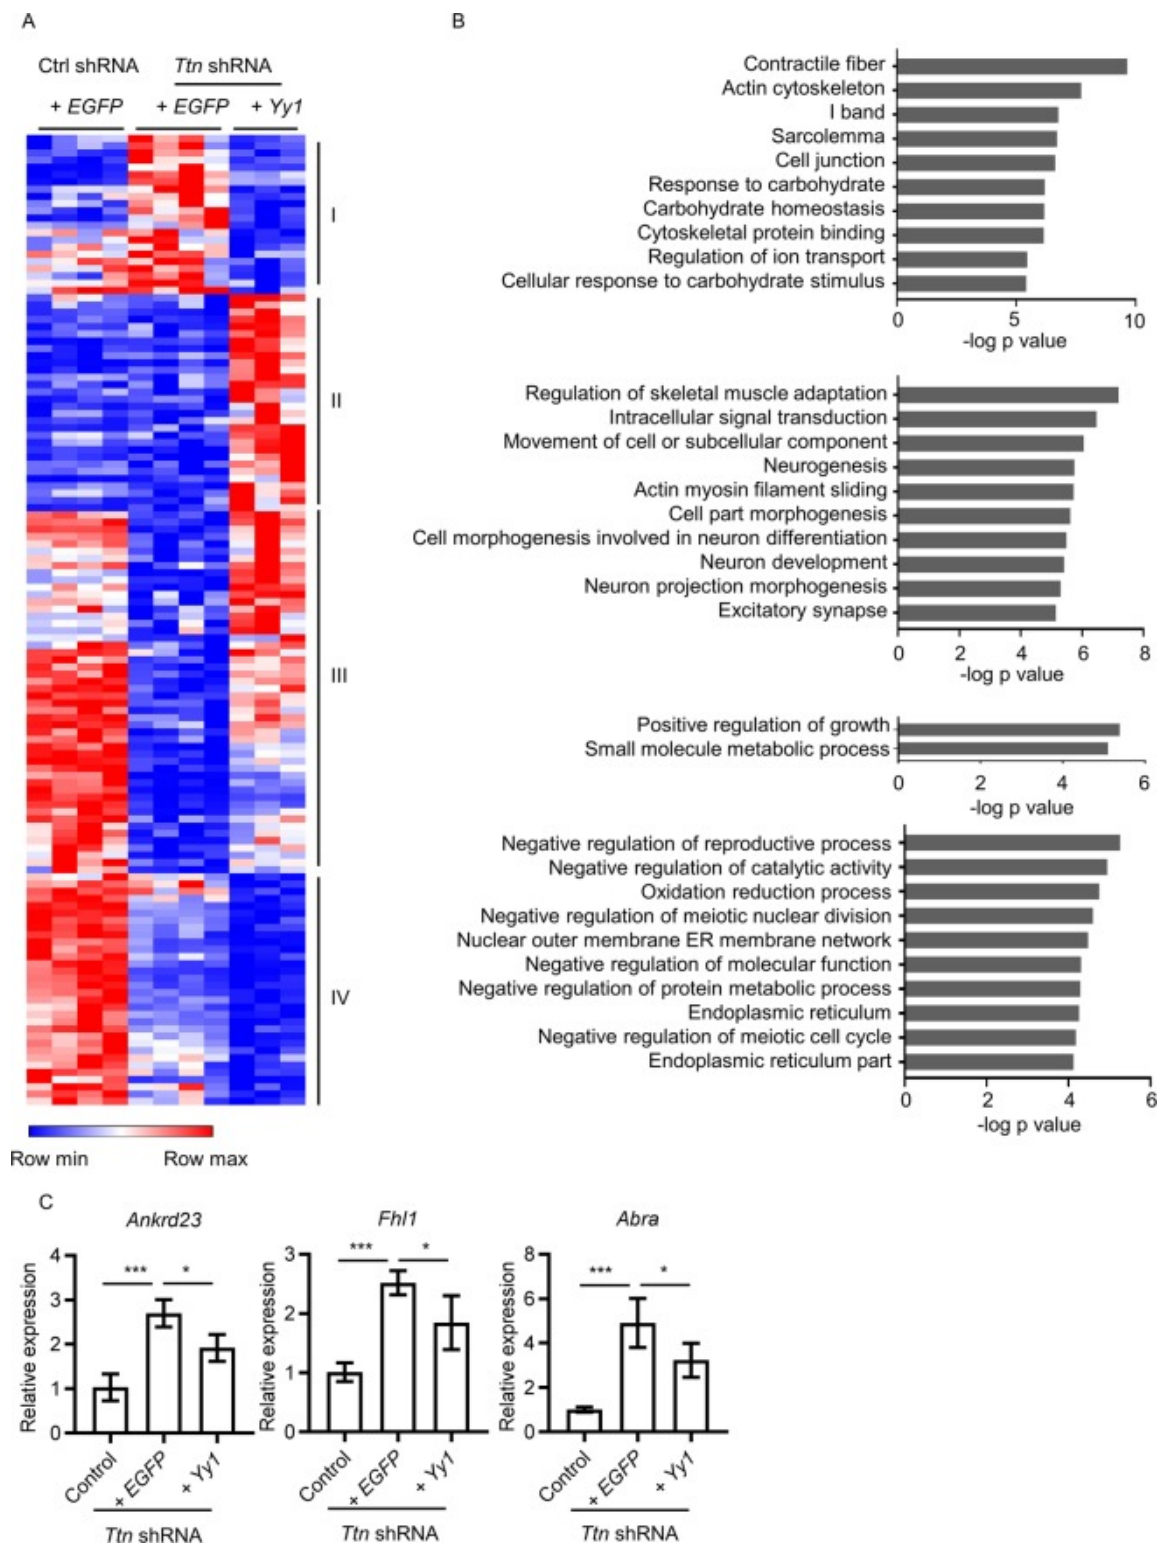 A
Ctrl shRNA Ttn shRNA
+ EGFP + EGFP + Yy1
I
II
III
IV
Row min Row max
B
Contractile fiber
Actin cytoskeleton
I band
Sarcolemma
Cell junction
Response to carbohydrate
Carbohydrate homeostasis
Cytoskeletal protein binding
Regulation of ion transport
Cellular response to carbohydrate stimulus
0 5 10
-log p value
Regulation of skeletal muscle adaptation
Intracellular signal transduction
Movement of cell or subcellular component
Neurogenesis
Actin myosin filament sliding
Cell part morphogenesis
Cell morphogenesis involved in neuron differentiation
Neuron development
Neuron projection morphogenesis
Excitatory synapse
0 2 4 6 8
-log p value
Positive regulation of growth
Small molecule metabolic process
0 2 4 6
-log p value
Negative regulation of reproductive process
Negative regulation of catalytic activity
Oxidation reduction process
Negative regulation of meiotic nuclear division
Nuclear outer membrane ER membrane network
Negative regulation of molecular function
Negative regulation of protein metabolic process
Endoplasmic reticulum
Negative regulation of meiotic cell cycle
Endoplasmic reticulum part
0 2 4 6
-log p value
C
Ankrd23
Relative expression
4
3
2
1
0
*** *
Control + EGFP + Yy1
Ttn shRNA
Fhl1
Relative expression
3
2
1
0
*** *
Control + EGFP + Yy1
Ttn shRNA
Abra
Relative expression
8
6
4
2
0
*** *
Control + EGFP + Yy1
Ttn shRNA